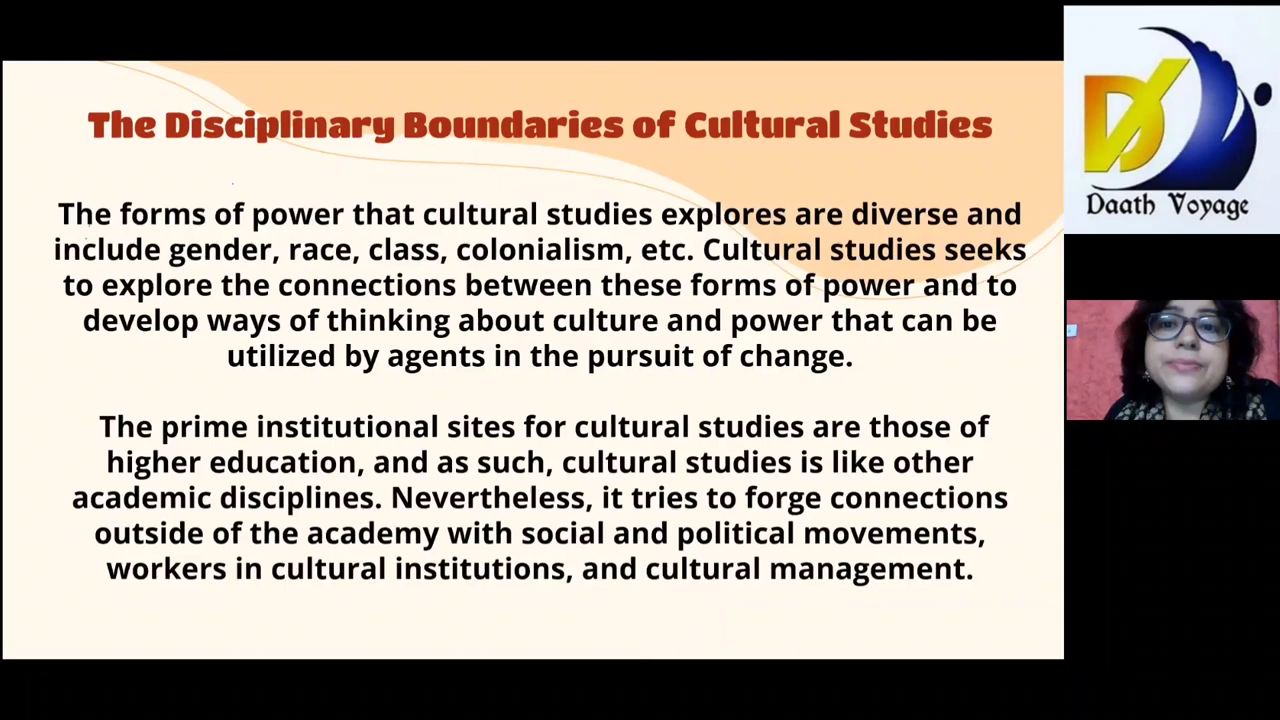 The Disciplinary Boundaries of Cultural Studies
The forms of power that cultural studies explores are diverse and
include gender, race, class, colonialism, etc. Cultural studies seeks
to explore the connections between these forms of power and to
develop ways of thinking about culture and power that can be
utilized by agents in the pursuit of change.
The prime institutional sites for cultural studies are those of
higher education, and as such, cultural studies is like other
academic disciplines. Nevertheless, it tries to forge connections
outside of the academy with social and political movements,
workers in cultural institutions, and cultural management.
D
Daath Voyage